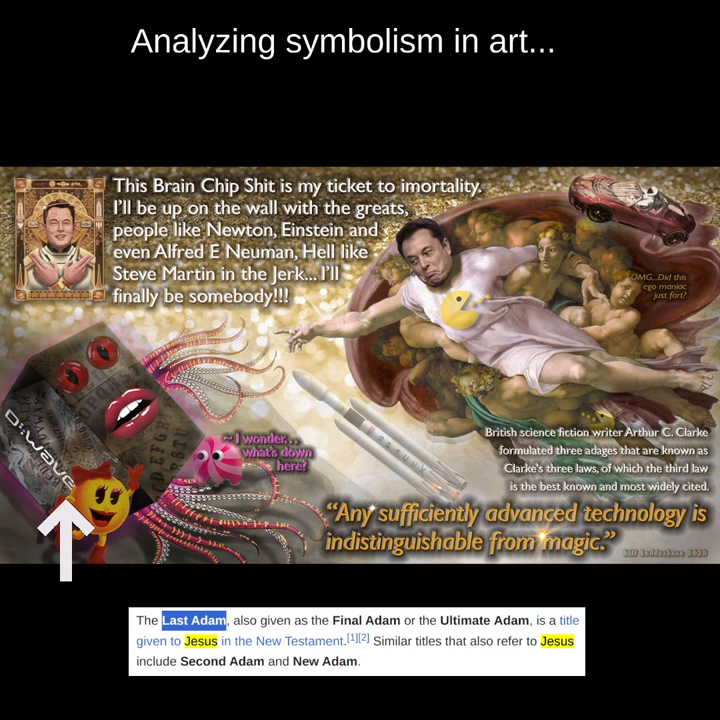 Analyzing symbolism in art...
This Brain Chip Shit is my ticket to imortality.
I'll be up on the wall with the greats,
people like Newton, Einstein and
even Alfred E Neuman, Hell like
Steve Martin in the Jerk... I'll
finally be somebody!!!
OMG...Did this
ego maniac
just fart?
D:wave
~ I wonder...
what's down
here?
British science fiction writer Arthur C. Clarke
formulated three adages that are known as
Clarke's three laws, of which the third law
is the best known and most widely cited.
“Any sufficiently advanced technology is
indistinguishable from magic.”
The Last Adam, also given as the Final Adam or the Ultimate Adam, is a title
given to Jesus in the New Testament.[1][2] Similar titles that also refer to Jesus
include Second Adam and New Adam.